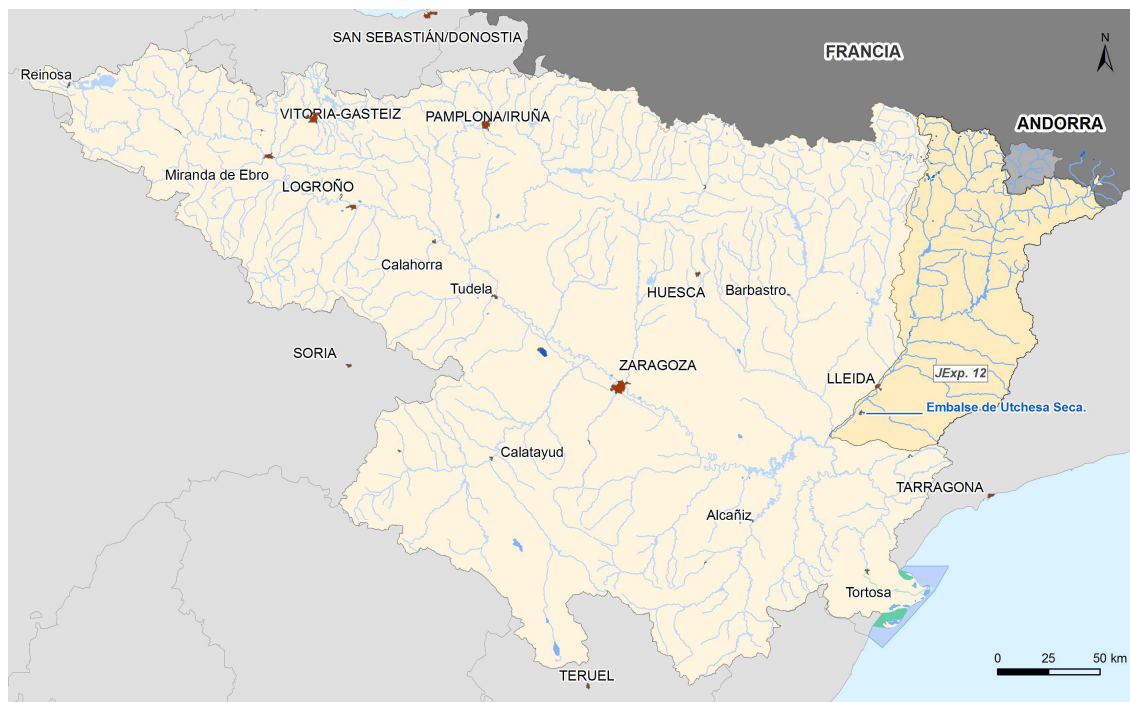 SAN SEBASTIÁN/DONOSTIA
FRANCIA
N
Reinosa
VITORIA-GASTEIZ
PAMPLONA/IRUÑA
ANDORRA
Miranda de Ebro
LOGROÑO
Calahorra
Tudela
HUESCA
Barbastro
SORIA
ZARAGOZA
LLEIDA
JExp. 12
Embalse de Utchesa Seca.
Calatayud
TARRAGONA
Alcañiz
Tortosa
TERUEL
0 25 50 km